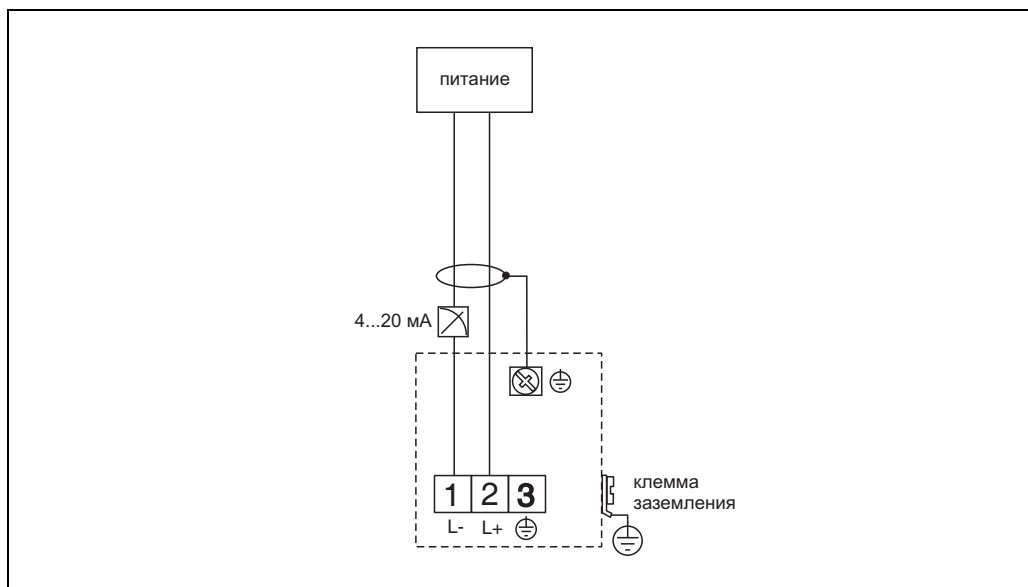 питание
4...20 мА
1 2 3
L- L+
клемма
заземления